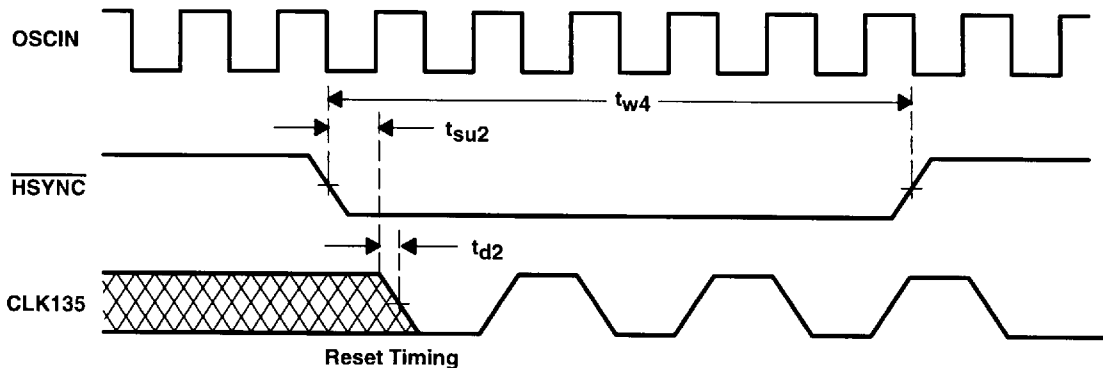 OSCIN
tw4
tsu2
HSYNC
td2
CLK135
Reset Timing